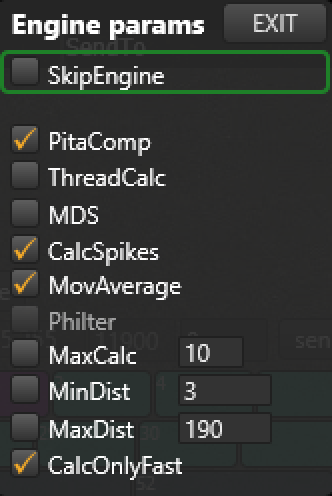 Engine params EXIT
SkipEngine
PitaComp
ThreadCalc
MDS
CalcSpikes
MovAverage
Philter
MaxCalc 10
MinDist 3
MaxDist 190
CalcOnlyFast